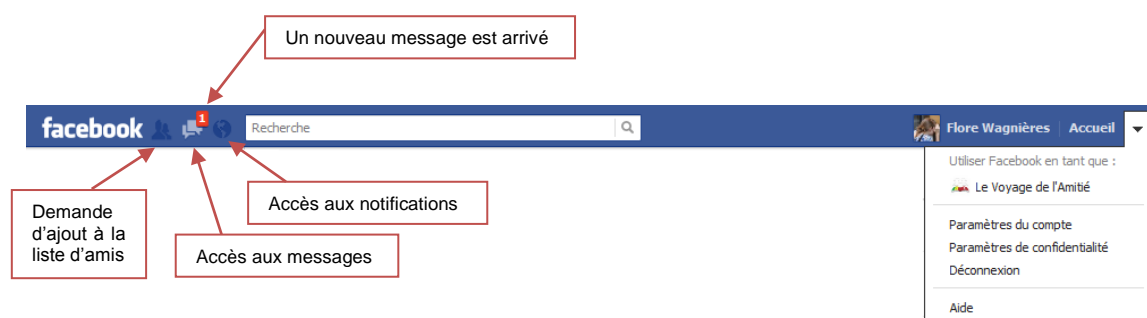 Un nouveau message est arrivé
facebook
1
Recherche
Flore Wagnières
Accueil
Utiliser Facebook en tant que :
Le Voyage de l'Amitié
Paramètres du compte
Paramètres de confidentialité
Déconnexion
Aide
Demande
d’ajout à la
liste d’amis
Accès aux messages
Accès aux notifications